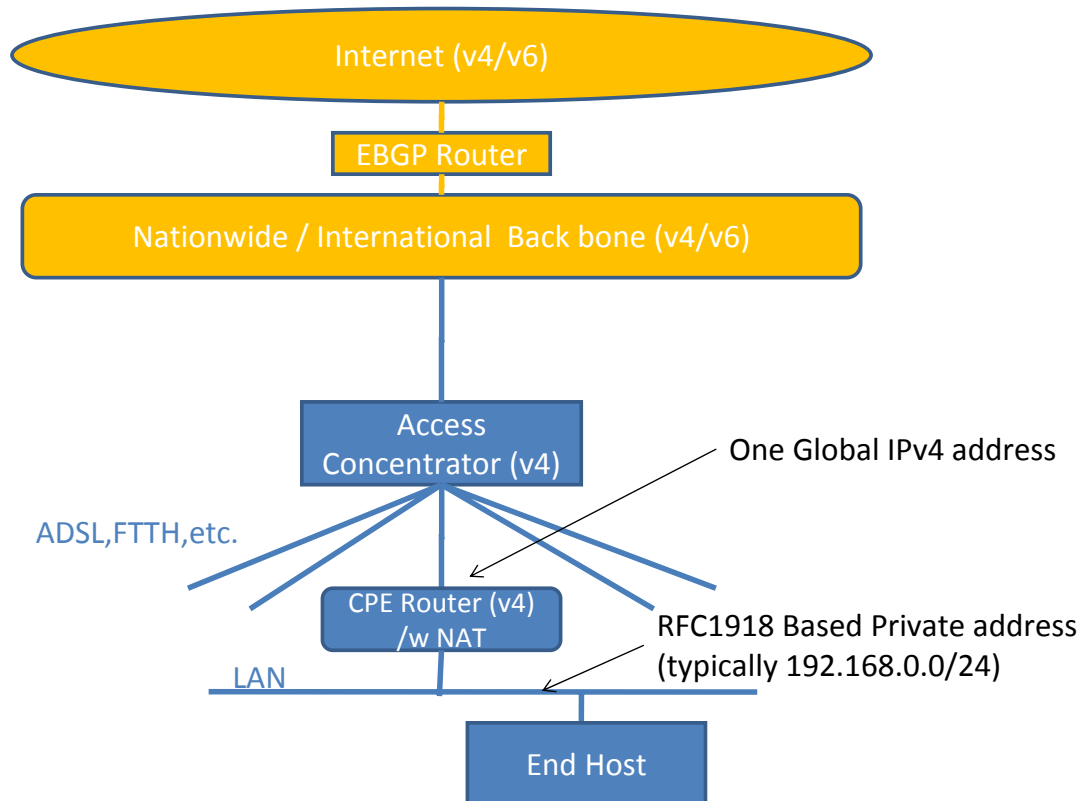 Internet (v4/v6)
EBGP Router
Nationwide / International Back bone (v4/v6)
Access
Concentrator (v4)
One Global IPv4 address
ADSL,FTTH,etc.
CPE Router (v4)
/w NAT
RFC1918 Based Private address
(typically 192.168.0.0/24)
LAN
End Host